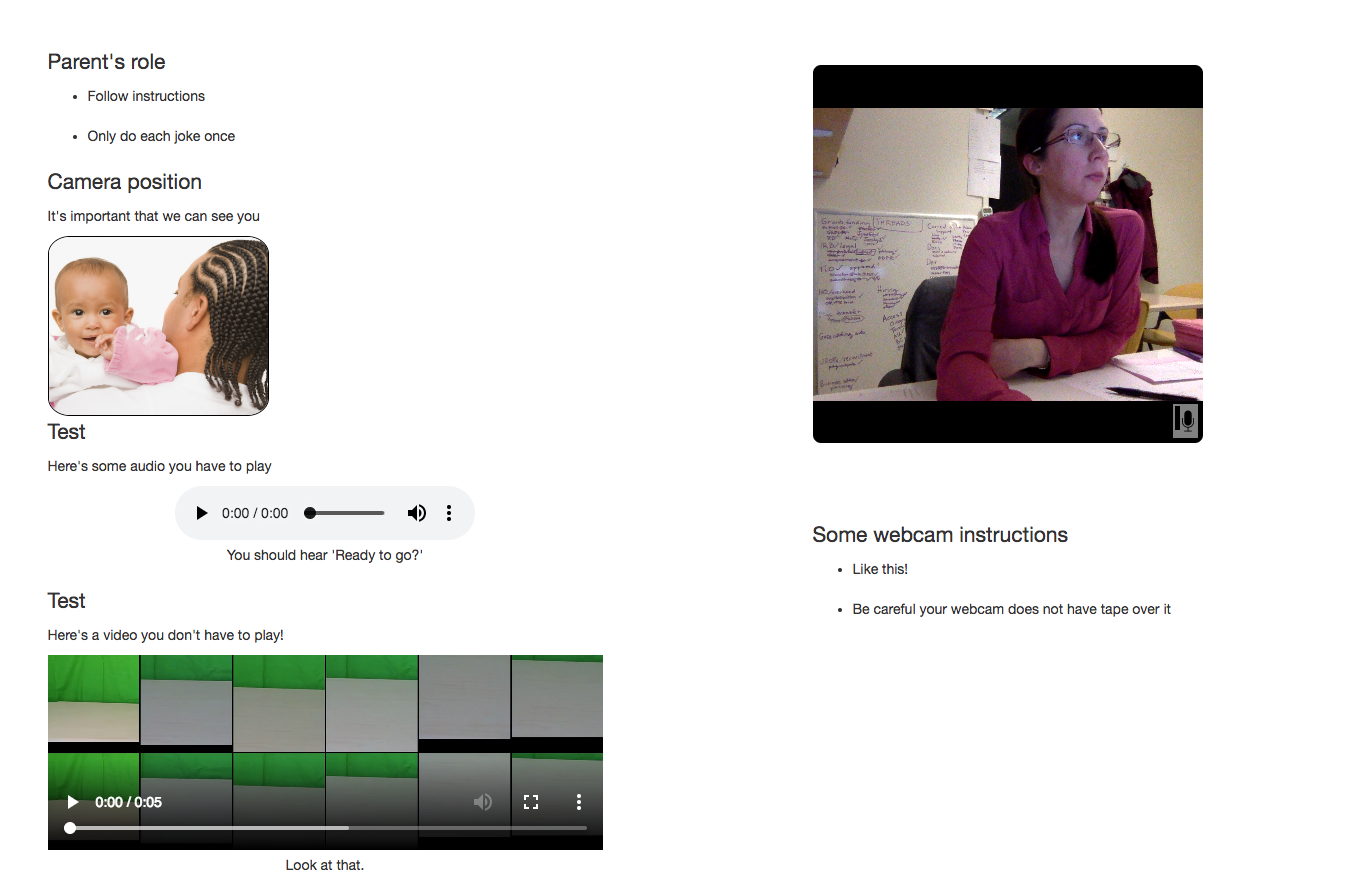 Parent's role
Follow instructions
Only do each joke once
Camera position
It's important that we can see you
Test
Here's some audio you have to play
0:00 / 0:00
You should hear 'Ready to go?'
Test
Here's a video you don't have to play!
0:00 / 0:05
Look at that.
THREADS
Some webcam instructions
Like this!
Be careful your webcam does not have tape over it